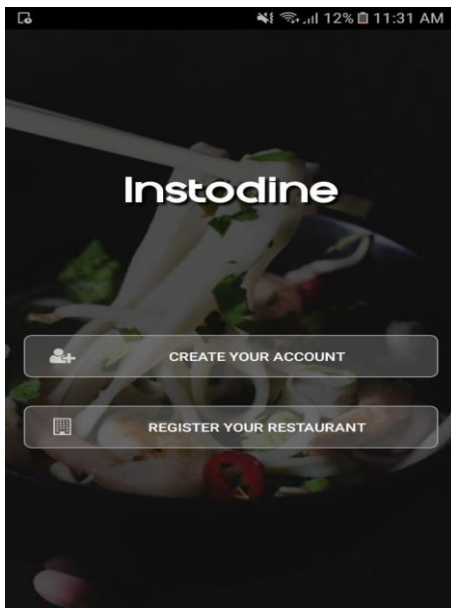 12% 11:31 AM
Instodine
CREATE YOUR ACCOUNT
REGISTER YOUR RESTAURANT